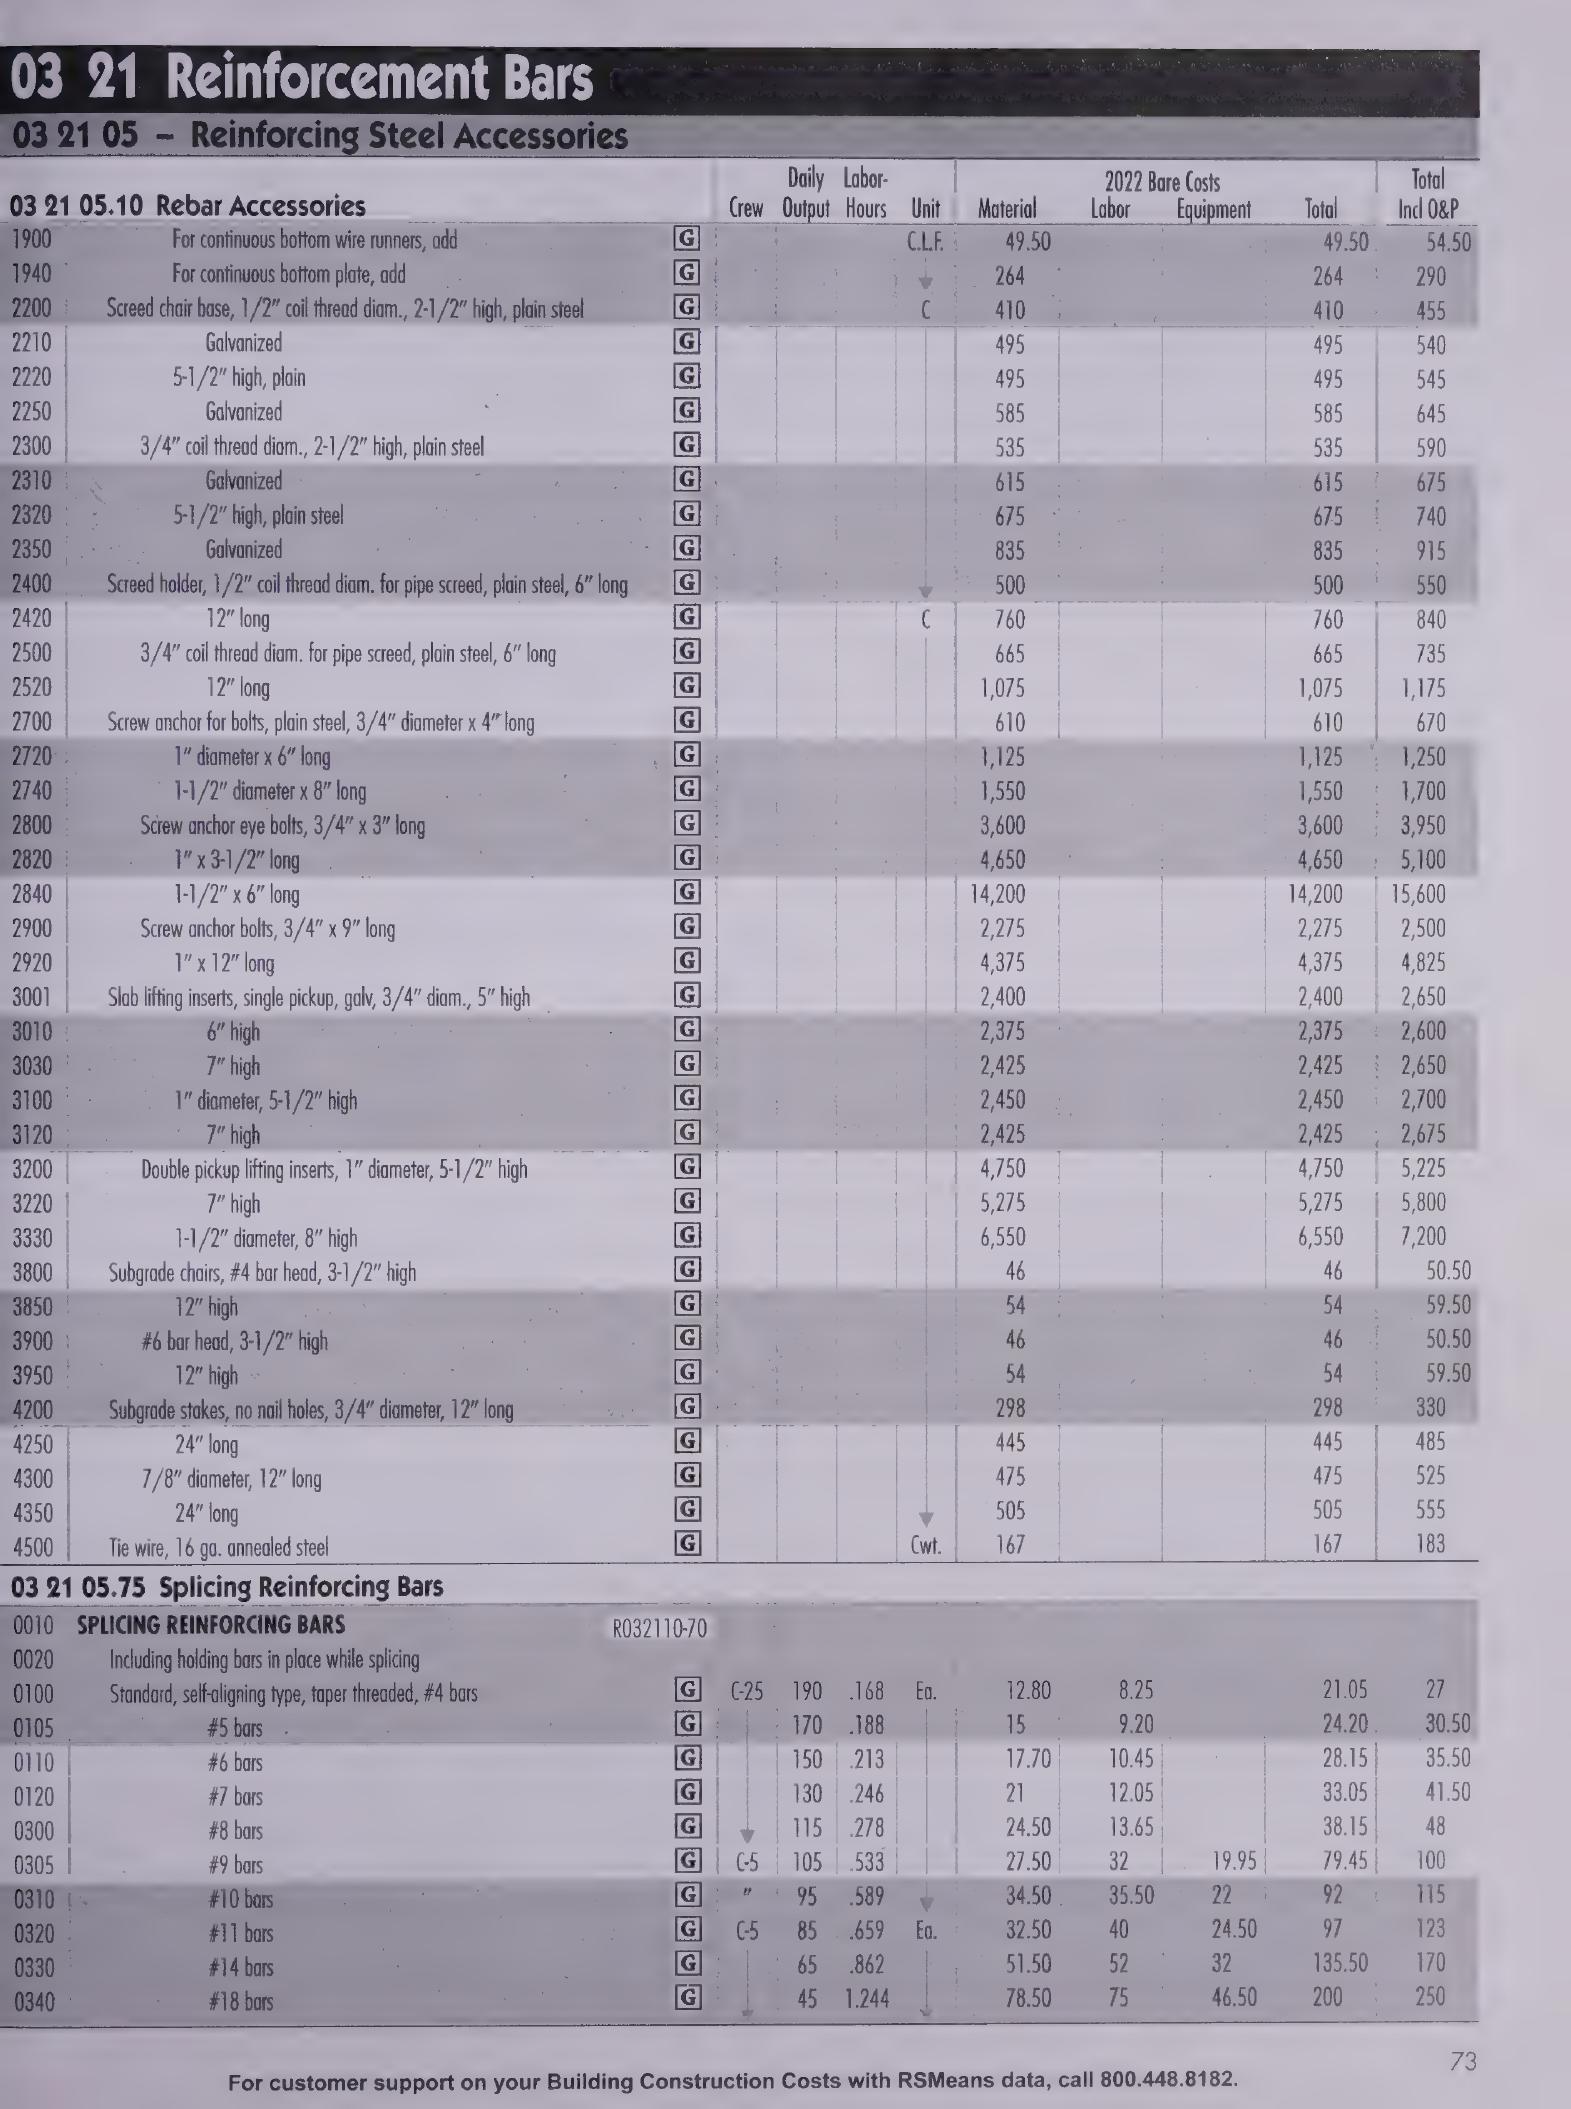 03 21 Reinforcement Bars
03 21 05 – Reinforcing Steel Accessories
03 21 05.10 Rebar Accessories Crew Daily Output Labor-Hours Unit 2022 Bare Costs Material Labor Equipment Total Total Incl O&P
1900 For continuous bottom wire runners, add G C.L.F. 49.50 49.50 54.50
1940 For continuous bottom plate, add G 264 264 290
2200 Screed chair base, 1/2" coil thread diam., 2-1/2" high, plain steel G C 410 410 455
2210 Galvanized G 495 495 540
2220 5-1/2" high, plain G 495 495 545
2250 Galvanized G 585 585 645
2300 3/4" coil thread diam., 2-1/2" high, plain steel G 535 535 590
2310 Galvanized G 615 615 675
2320 5-1/2" high, plain steel G 675 675 740
2350 Galvanized G 835 835 915
2400 Screed holder, 1/2" coil thread diam. for pipe screed, plain steel, 6" long G 500 500 550
2420 12" long G C 760 760 840
2500 3/4" coil thread diam. for pipe screed, plain steel, 6" long G 665 665 735
2520 12" long G 1,075 1,075 1,175
2700 Screw anchor for bolts, plain steel, 3/4" diameter x 4" long G 610 610 670
2720 1" diameter x 6" long G 1,125 1,125 1,250
2740 1-1/2" diameter x 8" long G 1,550 1,550 1,700
2800 Screw anchor eye bolts, 3/4" x 3" long G 3,600 3,600 3,950
2820 1" x 3-1/2" long G 4,650 4,650 5,100
2840 1-1/2" x 6" long G 14,200 14,200 15,600
2900 Screw anchor bolts, 3/4" x 9" long G 2,275 2,275 2,500
2920 1" x 12" long G 4,375 4,375 4,825
3001 Slab lifting inserts, single pickup, galv, 3/4" diam., 5" high G 2,400 2,400 2,650
3010 6" high G 2,375 2,375 2,600
3030 7" high G 2,425 2,425 2,650
3100 1" diameter, 5-1/2" high G 2,450 2,450 2,700
3120 7" high G 2,425 2,425 2,675
3200 Double pickup lifting inserts, 1" diameter, 5-1/2" high G 4,750 4,750 5,225
3220 7" high G 5,275 5,275 5,800
3330 1-1/2" diameter, 8" high G 6,550 6,550 7,200
3800 Subgrade chairs, #4 bar head, 3-1/2" high G 46 46 50.50
3850 12" high G 54 54 59.50
3900 #6 bar head, 3-1/2" high G 46 46 50.50
3950 12" high G 54 54 59.50
4200 Subgrade stakes, no nail holes, 3/4" diameter, 12" long G 298 298 330
4250 24" long G 445 445 485
4300 7/8" diameter, 12" long G 475 475 525
4350 24" long G 505 505 555
4500 Tie wire, 16 ga. annealed steel G Cwt. 167 167 183
03 21 05.75 Splicing Reinforcing Bars
0010 SPLICING REINFORCING BARS R032110-70
0020 Including holding bars in place while splicing
0100 Standard, self-aligning type, taper threaded, #4 bars G C-25 190 .168 Ea. 12.80 8.25 21.05 27
0105 #5 bars G 170 .188 15 9.20 24.20 30.50
0110 #6 bars G 150 .213 17.70 10.45 28.15 35.50
0120 #7 bars G 130 .246 21 12.05 33.05 41.50
0300 #8 bars G 115 .278 24.50 13.65 38.15 48
0305 #9 bars G C-5 105 .533 27.50 32 19.95 79.45 100
0310 #10 bars G " 95 .589 34.50 35.50 22 92 115
0320 #11 bars G C-5 85 .659 Ea. 32.50 40 24.50 97 123
0330 #14 bars G 65 .862 51.50 52 32 135.50 170
0340 #18 bars G 45 1.244 78.50 75 46.50 200 250
For customer support on your Building Construction Costs with RSMeans data, call 800.448.8182.
73